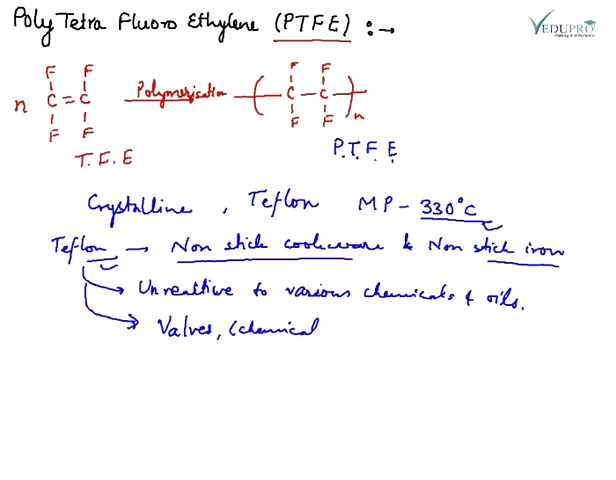 Poly Tetra Fluoro Ethylene (PTFE) :→
VEDUPRO
F F F F
n C = C Polymerisation ( C – C )n
F F F F
T.F.E P.T.F.E
Crystalline , Teflon MP – 330°C
Teflon → Non stick cookware & Non stick iron
→ Unreative to various chemicals & oils.
→ Valves, (chemical